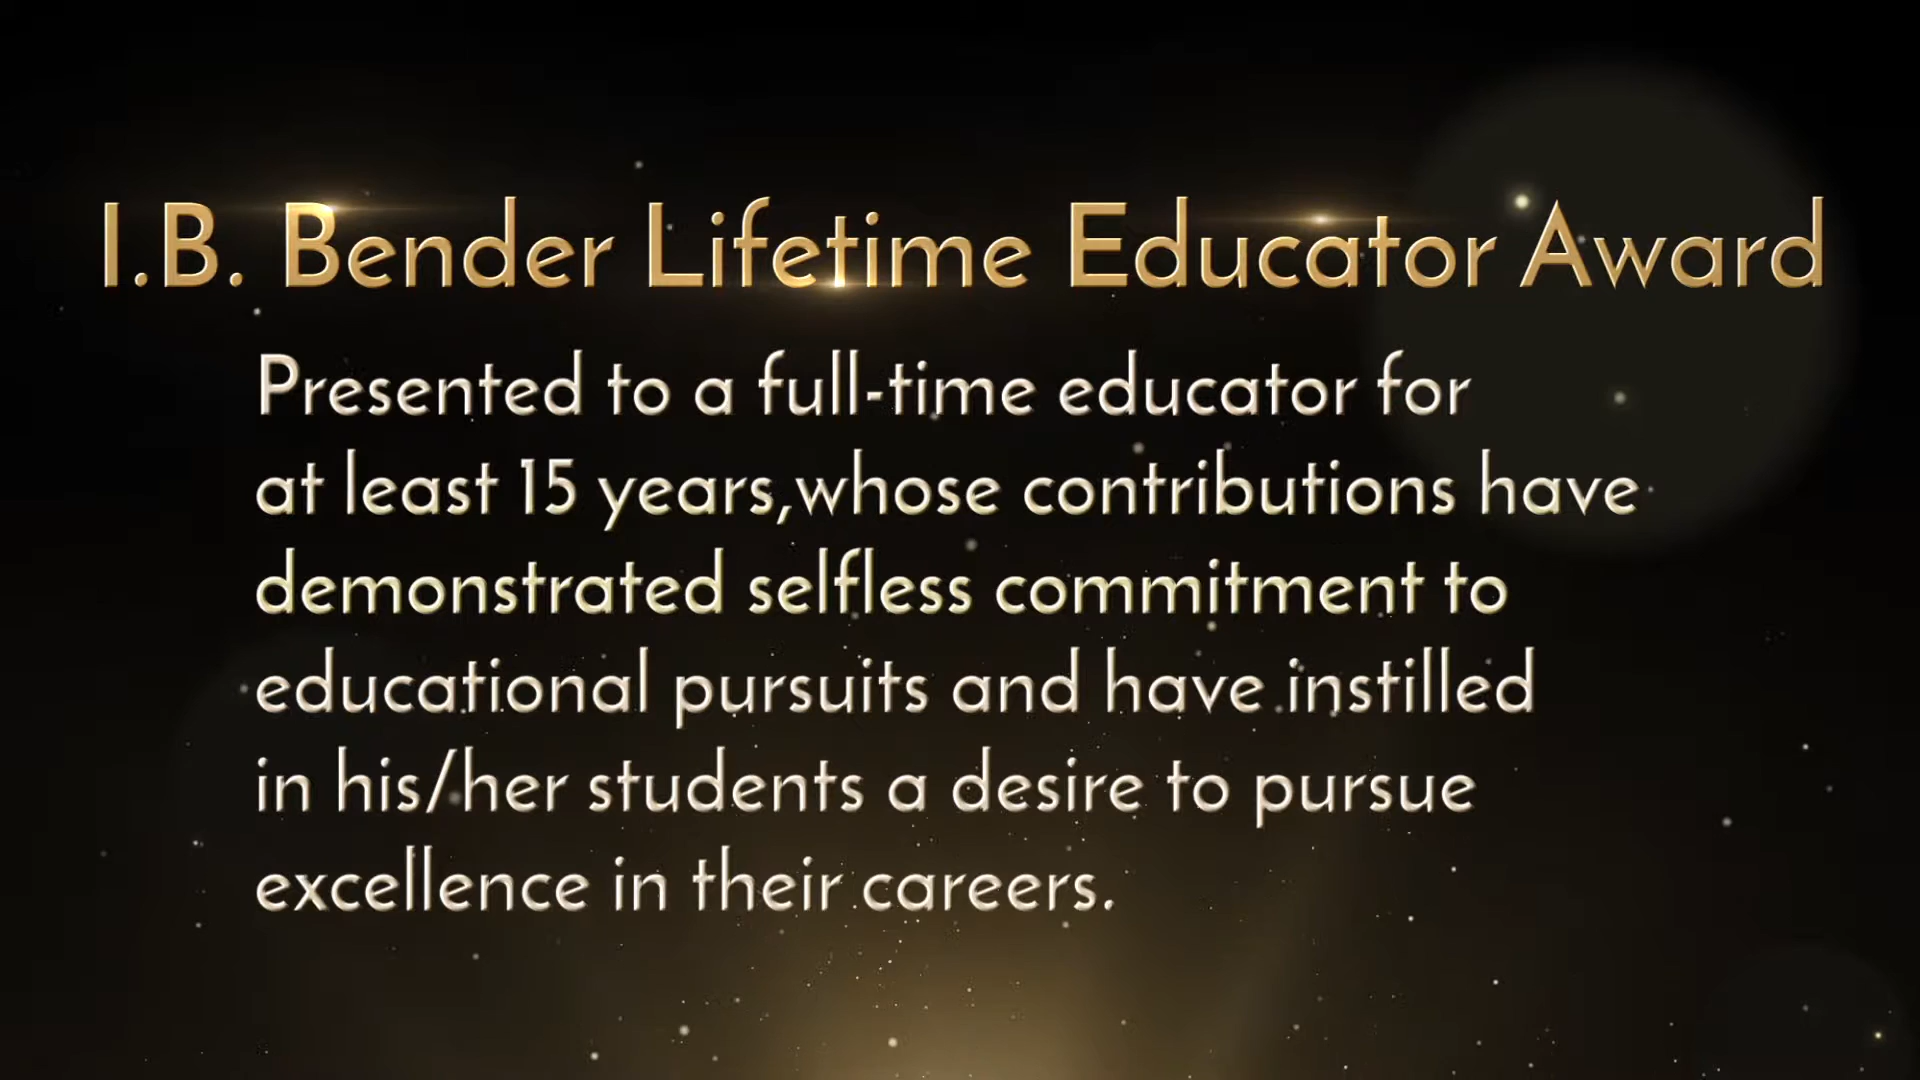 I.B. Bender Lifetime Educator Award
Presented to a full-time educator for
at least 15 years,whose contributions have
demonstrated selfless commitment to
educational pursuits and have instilled
in his/her students a desire to pursue
excellence in their careers.